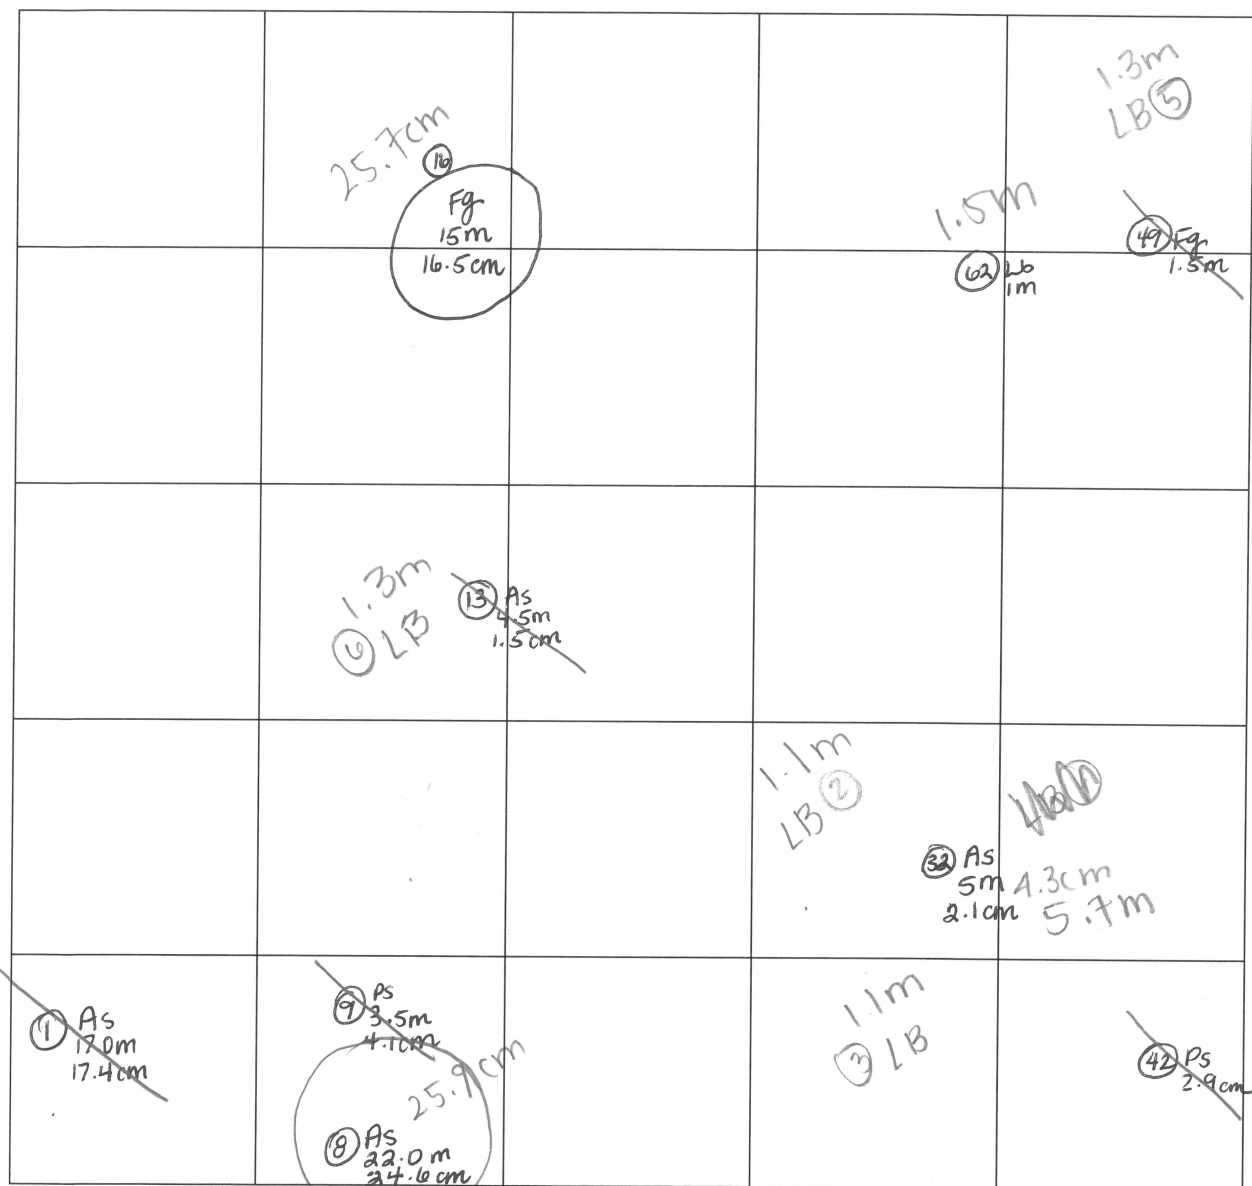 1.3m
LB ⑤
25.7cm
16
Fg
15m
16.5cm
1.5m
49 Fg
1.5m
62 Lb
1m
1.3m
⑥ LB
13 As
4.5m
1.5cm
1.1m
LB ②
32 As
5m 4.3cm
2.1cm 5.7m
1 As
17.0m
17.4cm
9 Ps
3.5m
4.1cm
25.9cm
8 As
22.0m
24.6cm
1.1m
③ LB
42 Ps
2.9cm